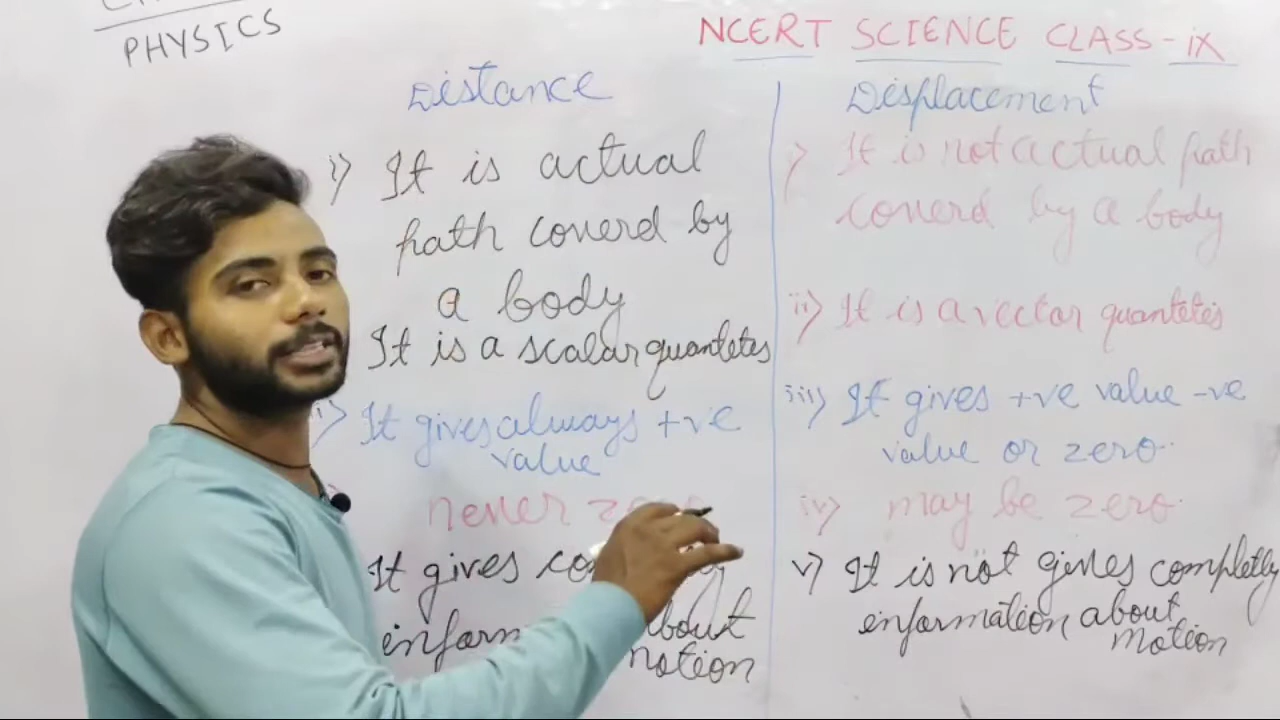 PHYSICS
NCERT SCIENCE CLASS - IX
Distance
i) It is actual
path coverd by
a body
It is a scalar quantetes
i) It gives always +ve
value
never zero
It gives
about
motion
Displacement
i) It is not actual path
coverd by a body
ii) It is a vector quantetes
iii) It gives +ve value -ve
value or zero.
iv) may be zero.
v) It is not gives completly
information about
motion